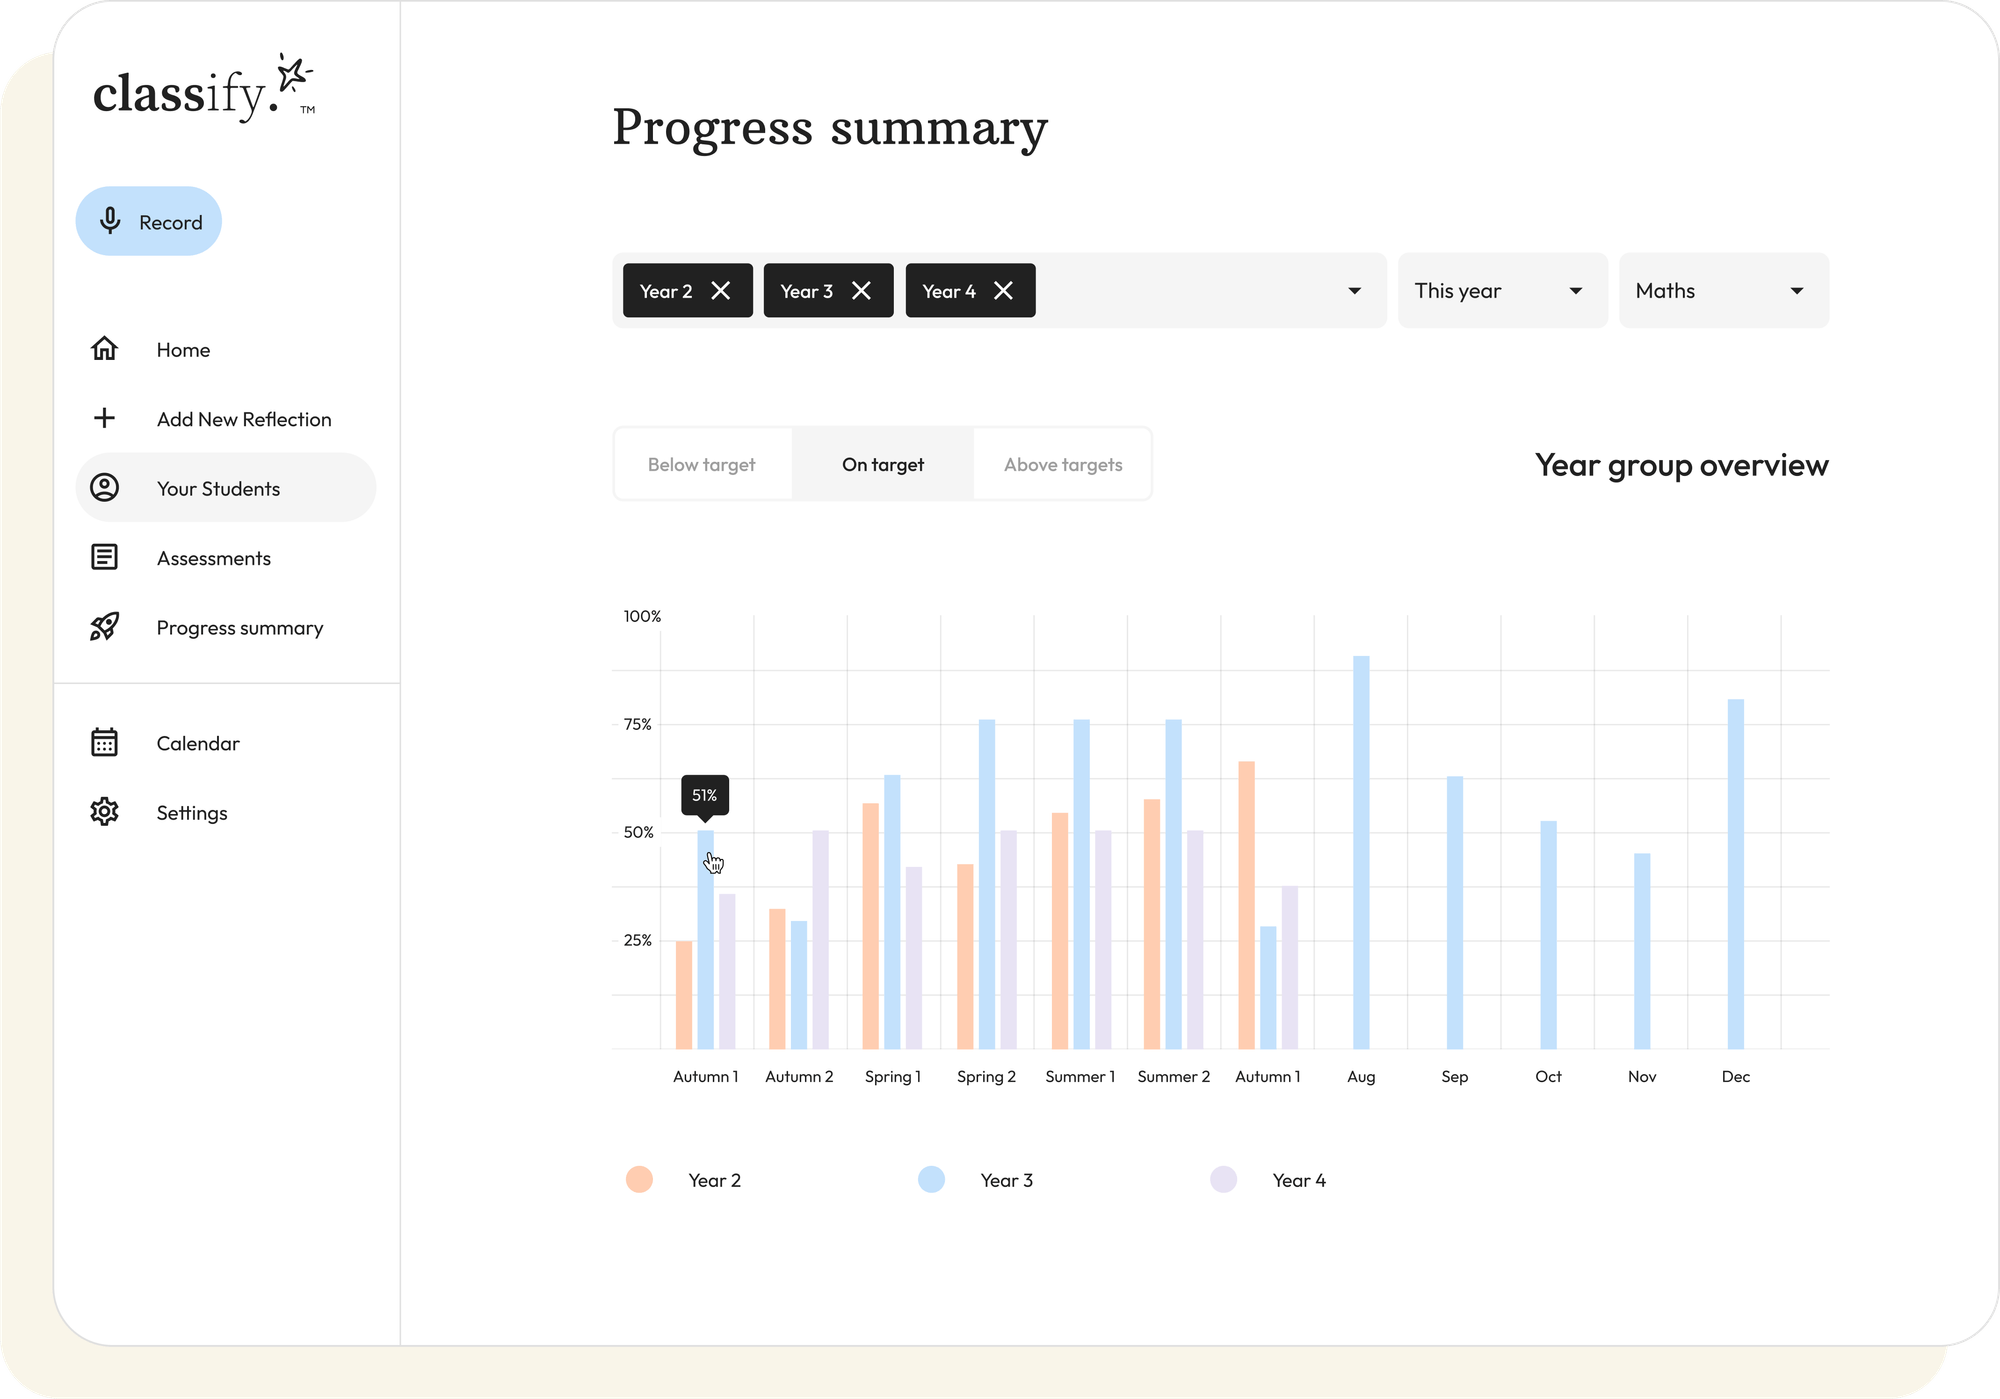 classify.™
Record
Home
Add New Reflection
Your Students
Assessments
Progress summary
Calendar
Settings
Progress summary
Year 2 Year 3 Year 4 This year Maths
Below target On target Above targets
Year group overview
100%
75%
51%
50%
25%
Autumn 1 Autumn 2 Spring 1 Spring 2 Summer 1 Summer 2 Autumn 1 Aug Sep Oct Nov Dec
Year 2 Year 3 Year 4